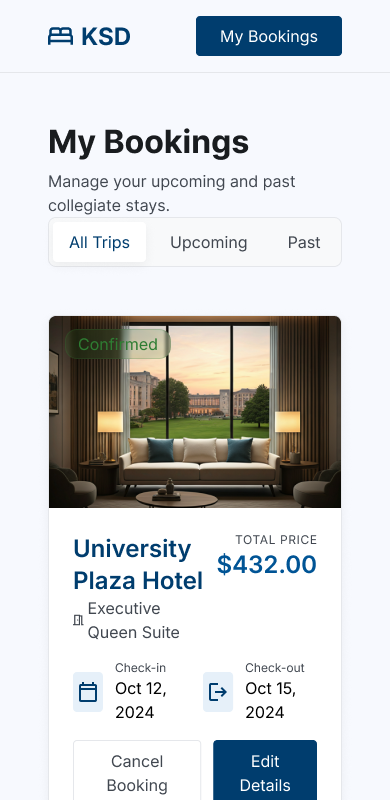 KSD
My Bookings
My Bookings
Manage your upcoming and past
collegiate stays.
All Trips
Upcoming
Past
Confirmed
University
Plaza Hotel
TOTAL PRICE
$432.00
Executive
Queen Suite
Check-in
Oct 12,
2024
Check-out
Oct 15,
2024
Cancel
Booking
Edit
Details